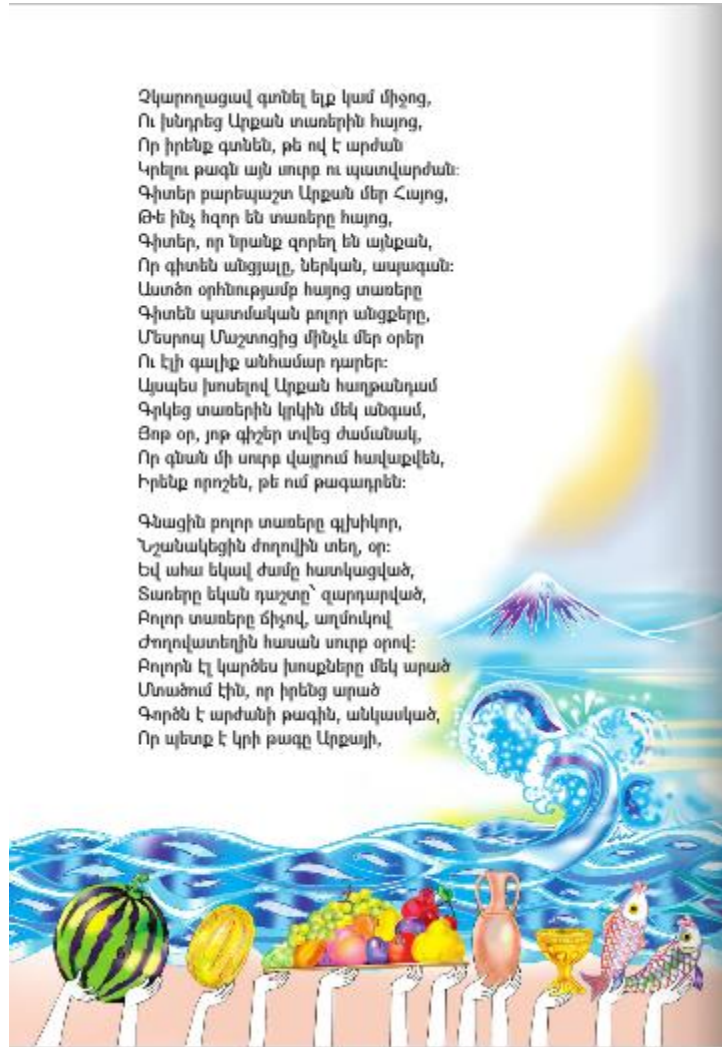 Չկարողացավ գտնել ելք կամ միջոց,
Ու խնդրեց Արքան տառերին հայոց,
Որ իրենք գտնեն, թե ով է արժան
Կրելու թագն այն սուրբ ու պատվարժան։
Գիտեր բարեպաշտ Արքան մեր Հայոց,
Թե ինչ հզոր են տառերը հայոց,
Գիտեր, որ նրանք զորեղ են այնքան,
Որ գիտեն անցյալը, ներկան, ապագան։
Աստծո օրհնությամբ հայոց տառերը
Գիտեն պատմական բոլոր անցքերը,
Մեսրոպ Մաշտոցից մինչև մեր օրեր
Ու էլի գալիք անհամար դարեր։
Այսպես խոսելով Արքան հաղթանդամ
Գրկեց տառերին կրկին մեկ անգամ,
Յոթ օր, յոթ գիշեր տվեց ժամանակ,
Որ գնան մի սուրբ վայրում հավաքվեն,
Իրենք որոշեն, թե ում թագադրեն։
Գնացին բոլոր տառերը գլխիկոր,
Նշանակեցին ժողովին տեղ, օր։
Եվ ահա եկավ ժամը հատկացված,
Տառերը եկան դաշտը՝ զարդարված,
Բոլոր տառերը ճիչով, աղմուկով
Ժողովատեղին հասան սուրբ օրով։
Բոլորն էլ կարծես խոսքները մեկ արած
Մտածում էին, որ իրենց արած
Գործն է արժանի թագին, անկասկած,
Որ պետք է կրի թագը Արքայի,